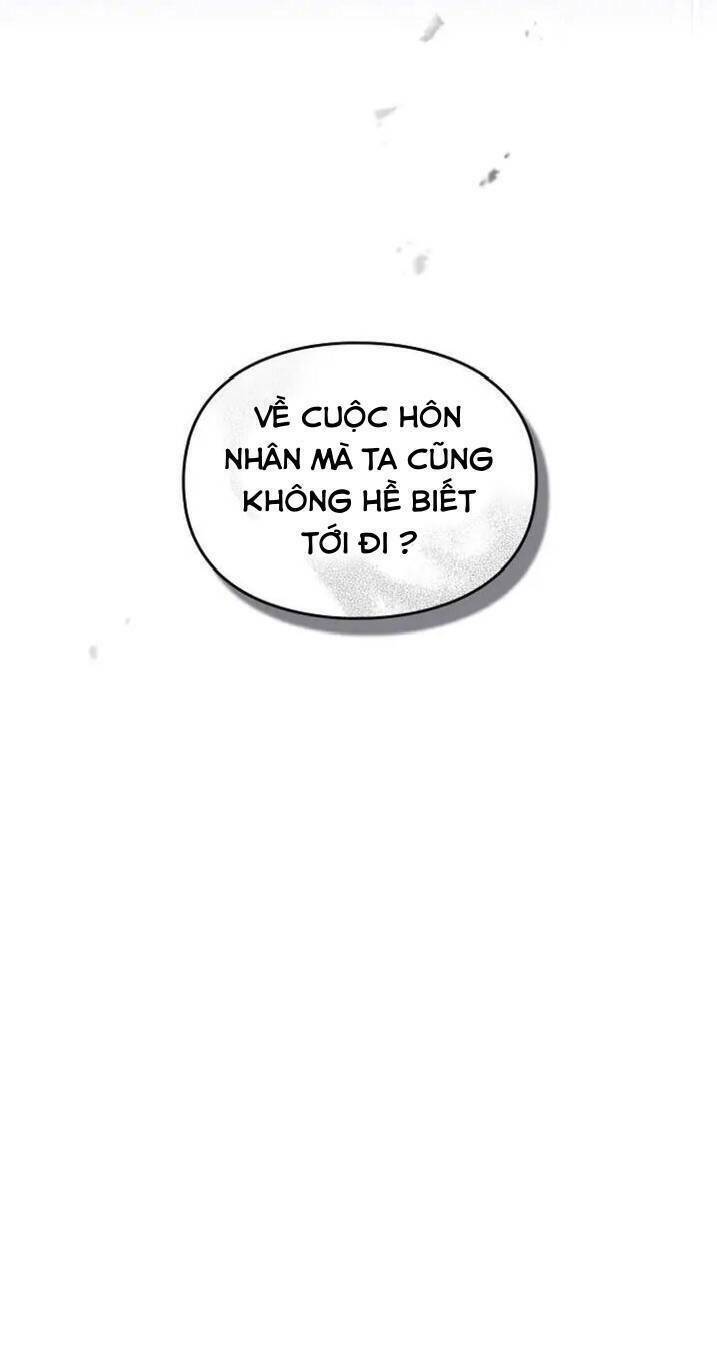 VỀ CUỘC HÔN
NHÂN MÀ TA CŨNG
KHÔNG HỀ BIẾT
TỚI ĐI ?